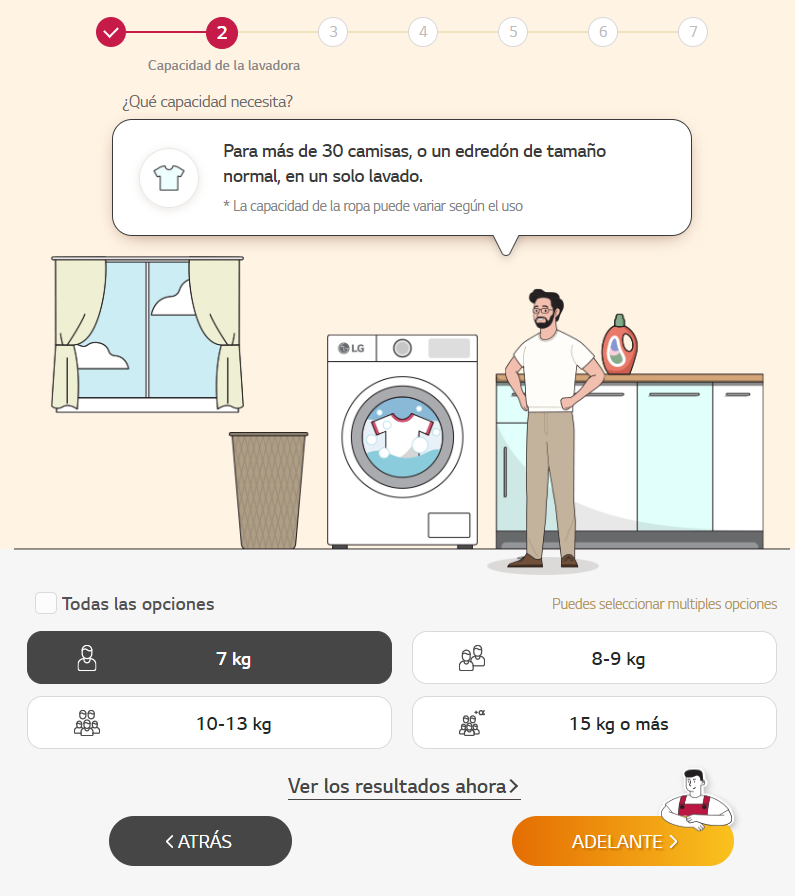 2
3
4
5
6
7
Capacidad de la lavadora
¿Qué capacidad necesita?
Para más de 30 camisas, o un edredón de tamaño
normal, en un solo lavado.
* La capacidad de la ropa puede variar según el uso
LG
Todas las opciones
Puedes seleccionar multiples opciones
7 kg
8-9 kg
10-13 kg
+α
15 kg o más
Ver los resultados ahora
ATRÁS
ADELANTE